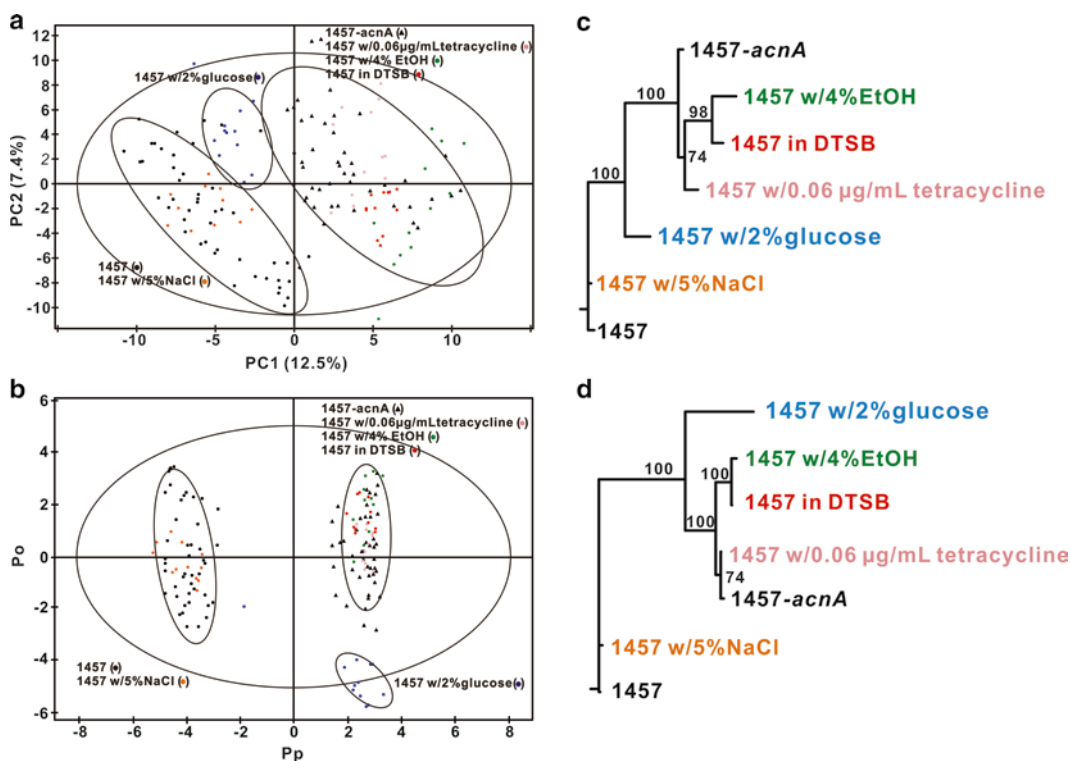 a
1457-acnA (▲)
1457 w/0.06μg/mLtetracycline (•)
1457 w/4% EtOH (•)
1457 in DTSB (•)
1457 w/2%glucose(•)
1457 (•)
1457 w/5%NaCl (•)
12
10
8
6
4
2
0
-2
-4
-6
-8
-10
PC2 (7.4%)
-10
-5
0
5
10
PC1 (12.5%)
b
1457-acnA (▲)
1457 w/0.06μg/mLtetracycline (•)
1457 w/4% EtOH (•)
1457 in DTSB (•)
1457 (•)
1457 w/5%NaCl (•)
1457 w/2%glucose(•)
6
4
2
0
-2
-4
-6
Po
-8
-6
-4
-2
0
2
4
6
8
Pp
c
1457-acnA
100
1457 w/4%EtOH
98
1457 in DTSB
74
1457 w/0.06 μg/mL tetracycline
100
1457 w/2%glucose
1457 w/5%NaCl
1457
d
1457 w/2%glucose
100
1457 w/4%EtOH
100
1457 in DTSB
100
1457 w/0.06 μg/mL tetracycline
74
1457-acnA
1457 w/5%NaCl
1457